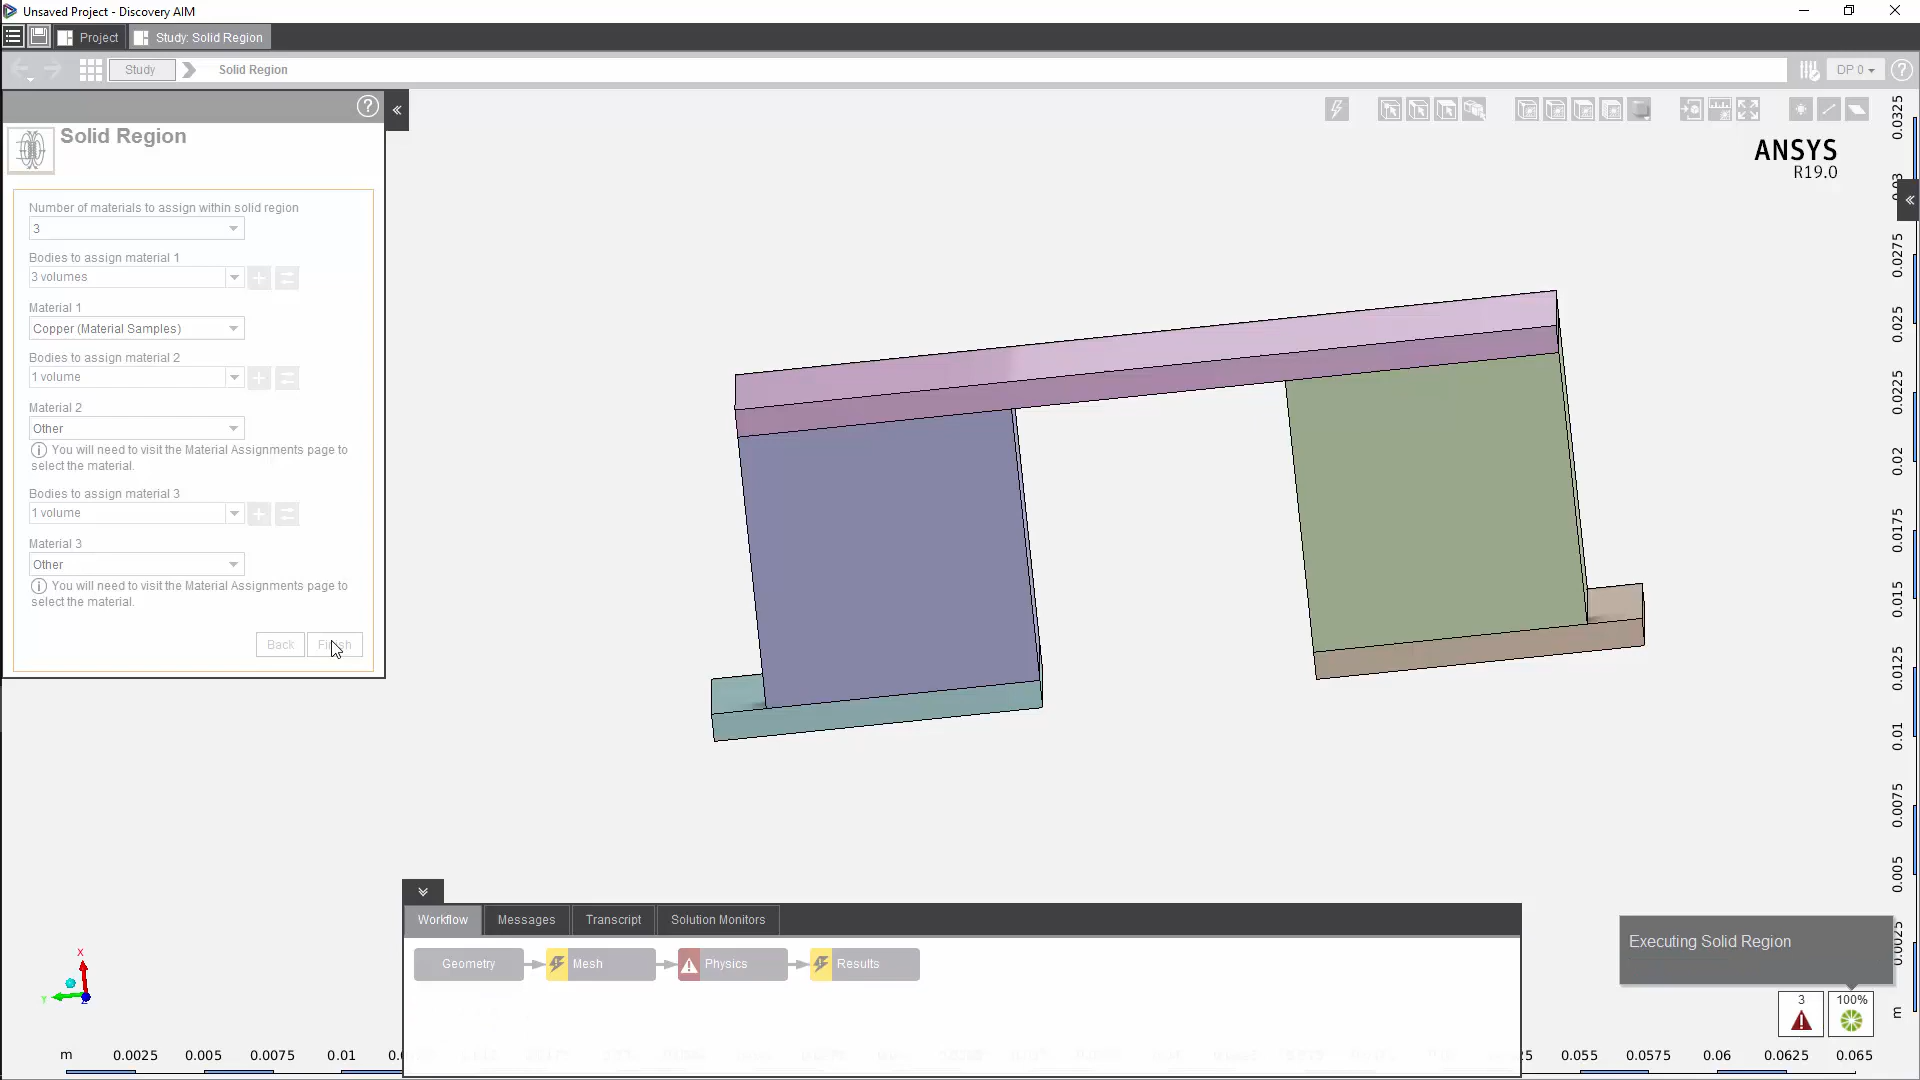 Unsaved Project - Discovery AIM
Project
Study: Solid Region
Study
Solid Region
DP 0
Solid Region
Number of materials to assign within solid region
3
Bodies to assign material 1
3 volumes
Material 1
Copper (Material Samples)
Bodies to assign material 2
1 volume
Material 2
Other
You will need to visit the Material Assignments page to
select the material.
Bodies to assign material 3
1 volume
Material 3
Other
You will need to visit the Material Assignments page to
select the material.
Back
Finish
ANSYS
R19.0
0.0325
0.03
0.0275
0.025
0.0225
0.02
0.0175
0.015
0.0125
0.01
0.0075
0.005
0.0025
m
Workflow
Messages
Transcript
Solution Monitors
Geometry
Mesh
Physics
Results
Executing Solid Region
3
100%
X
Y
m
0.0025
0.005
0.0075
0.01
0.055
0.0575
0.06
0.0625
0.065